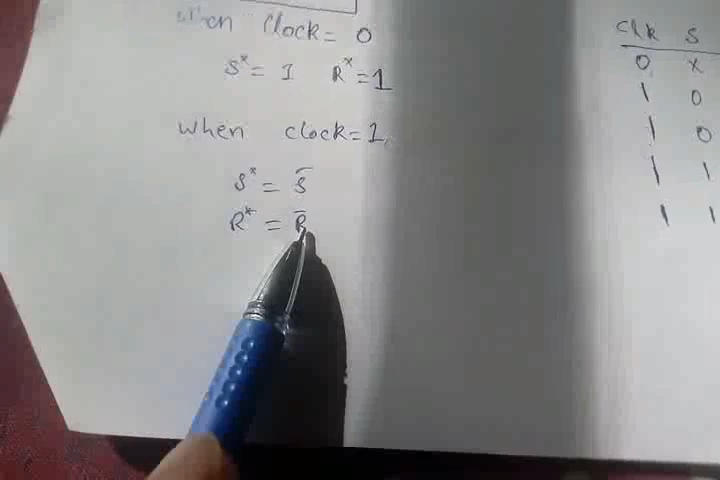 when Clock = 0
S* = 1 R* = 1
when clock = 1
S* = S̅
R* = R̅
Clk S
0 x
1 0
1 0
1 1
1 1